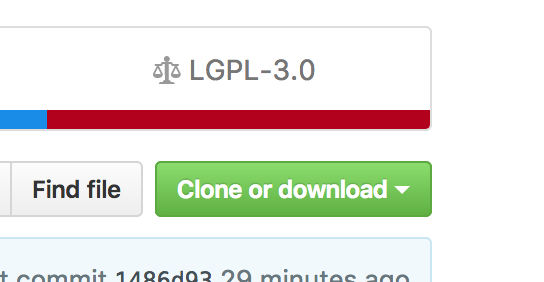 LGPL-3.0
Find file
Clone or download
t commit 1486d93 29 minutes ago